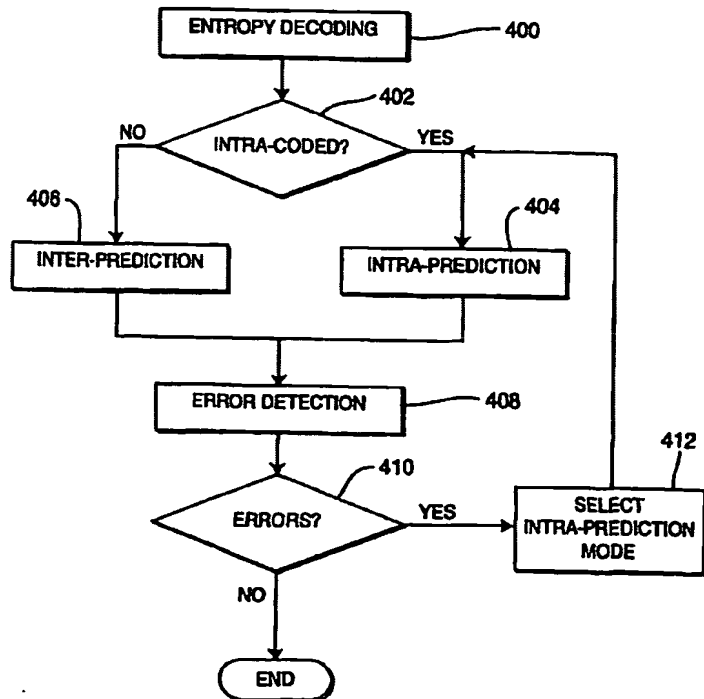 ENTROPY DECODING
400
402
NO
INTRA-CODED?
YES
406
404
INTER-PREDICTION
INTRA-PREDICTION
ERROR DETECTION
408
410
412
ERRORS?
YES
SELECT
INTRA-PREDICTION
MODE
NO
END